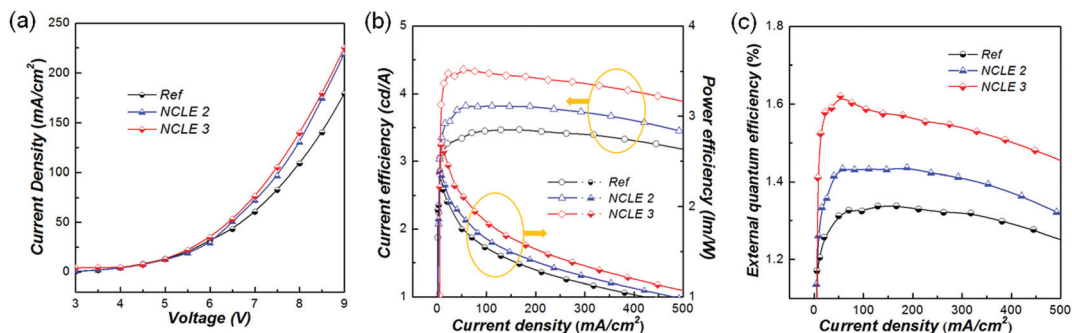 (a)
Current Density (mA/cm²)
250
200
150
100
50
0
Ref
NCLE 2
NCLE 3
3 4 5 6 7 8 9
Voltage (V)
(b)
Current efficiency (cd/A)
5
4
3
2
1
Ref
NCLE 2
NCLE 3
4
3
2
1
Power efficiency (lm/W)
0 100 200 300 400 500
Current density (mA/cm²)
(c)
External quantum efficiency (%)
1.8
1.6
1.4
1.2
1.0
Ref
NCLE 2
NCLE 3
0 100 200 300 400 500
Current density (mA/cm²)